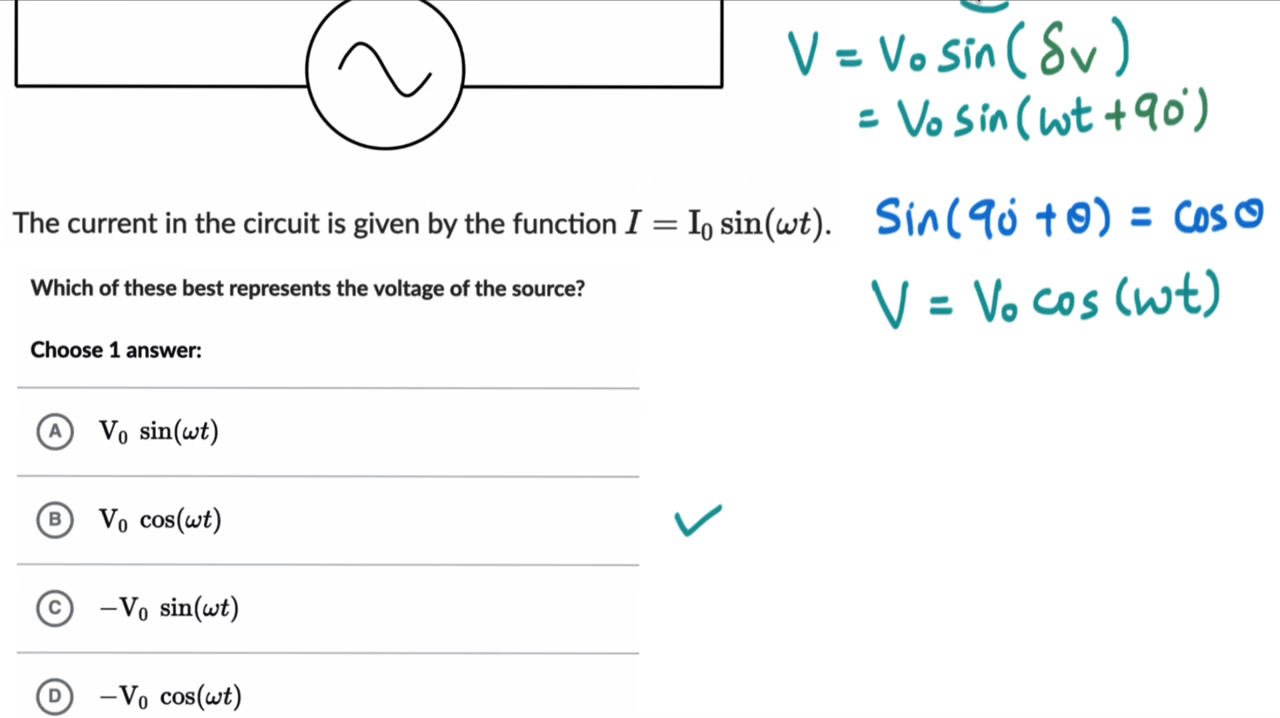 V = V₀ sin(δv)
= V₀ sin(ωt + 90°)
The current in the circuit is given by the function I = I₀ sin(ωt).
Sin(90° + θ) = cosθ
Which of these best represents the voltage of the source?
V = V₀ cos(ωt)
Choose 1 answer:
A V₀ sin(ωt)
B V₀ cos(ωt)
C −V₀ sin(ωt)
D −V₀ cos(ωt)